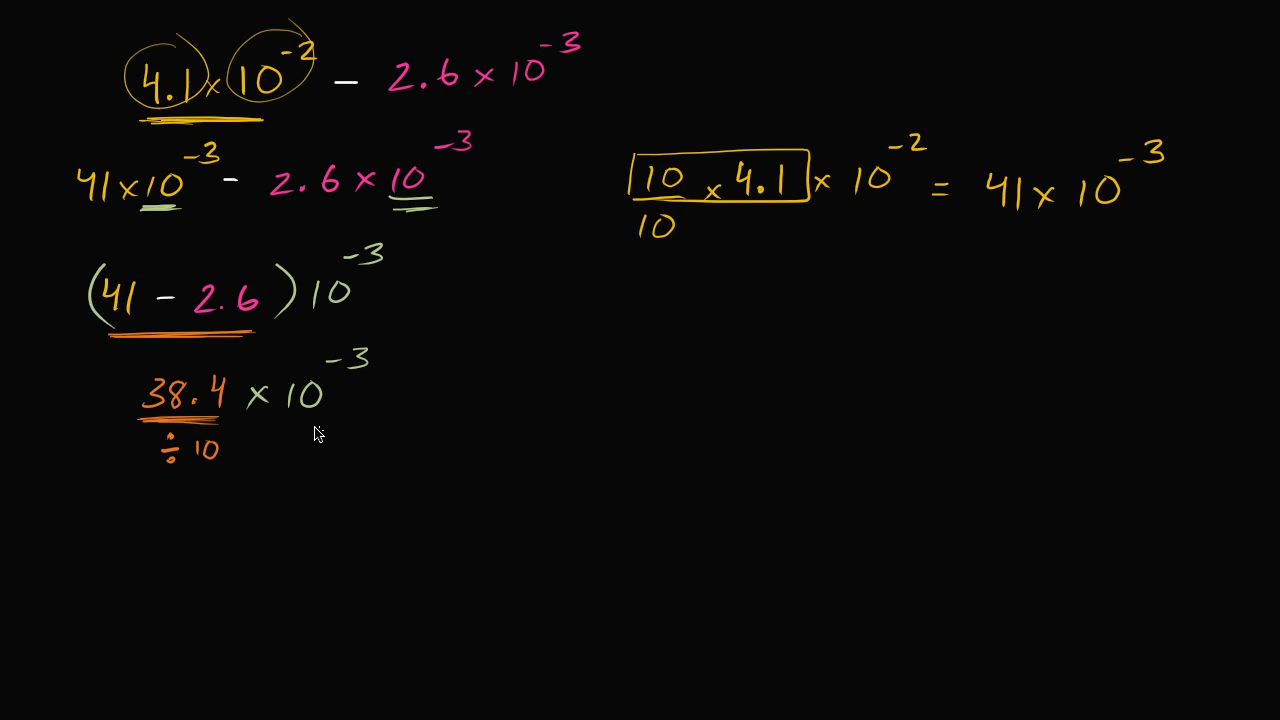 4.1 × 10⁻² − 2.6 × 10⁻³
41 × 10⁻³ − 2.6 × 10⁻³
10/10 × 4.1 × 10⁻² = 41 × 10⁻³
(41 − 2.6) 10⁻³
38.4 × 10⁻³
÷ 10